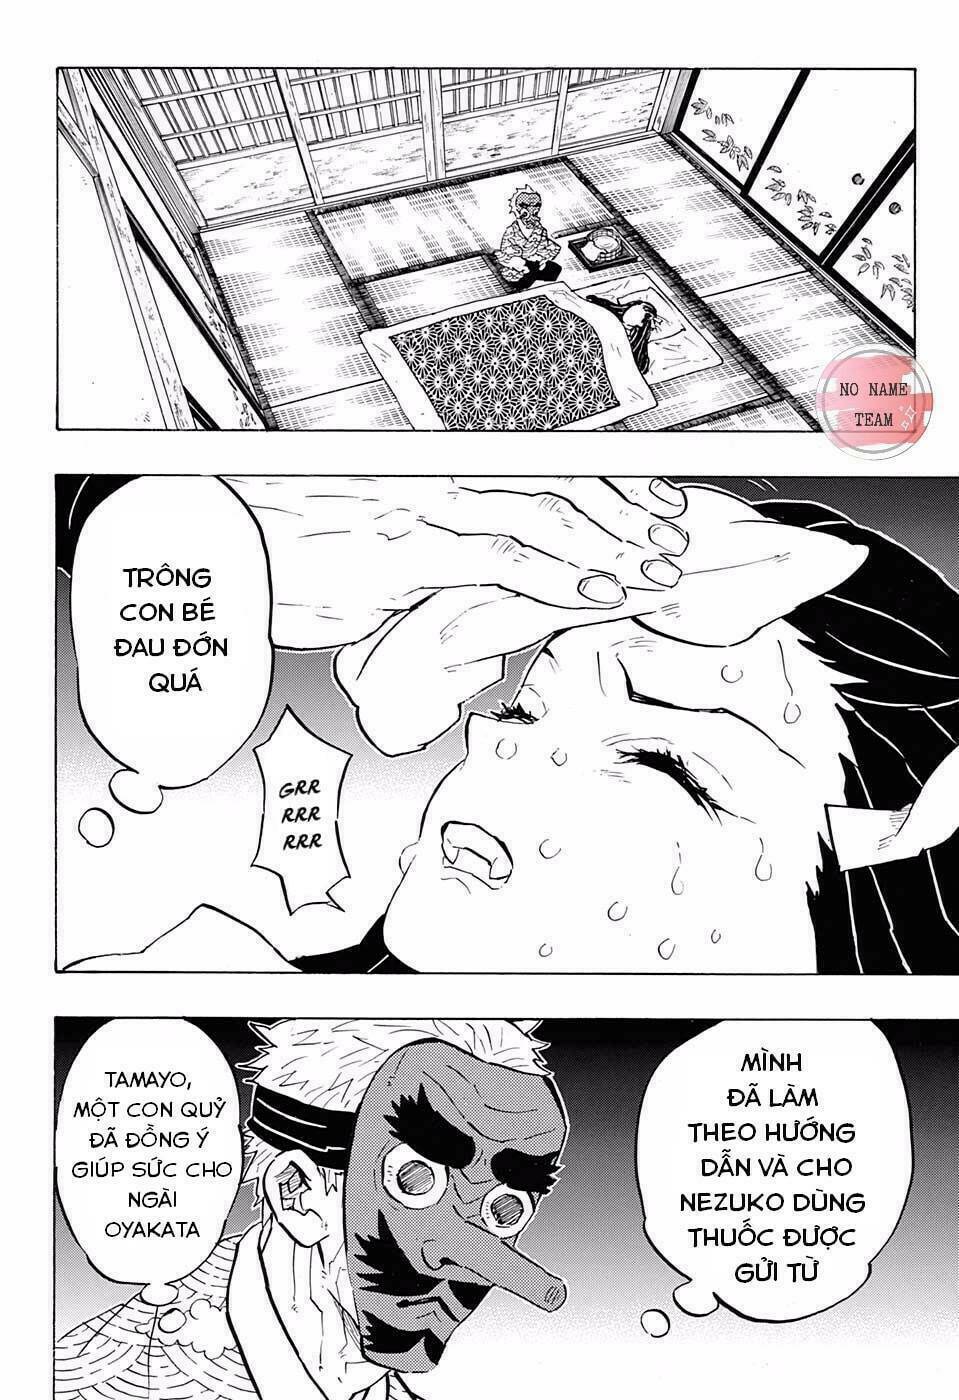 NO NAME
TEAM
TRÔNG
CON BÉ
ĐAU ĐỚN
QUÁ
GRR
RRR
RRR
MÌNH
ĐÃ LÀM
THEO HƯỚNG
DẪN VÀ CHO
NEZUKO DÙNG
THUỐC ĐƯỢC
GỬI TỪ
TAMAYO,
MỘT CON QUỶ
ĐÃ ĐỒNG Ý
GIÚP SỨC CHO
NGÀI
OYAKATA